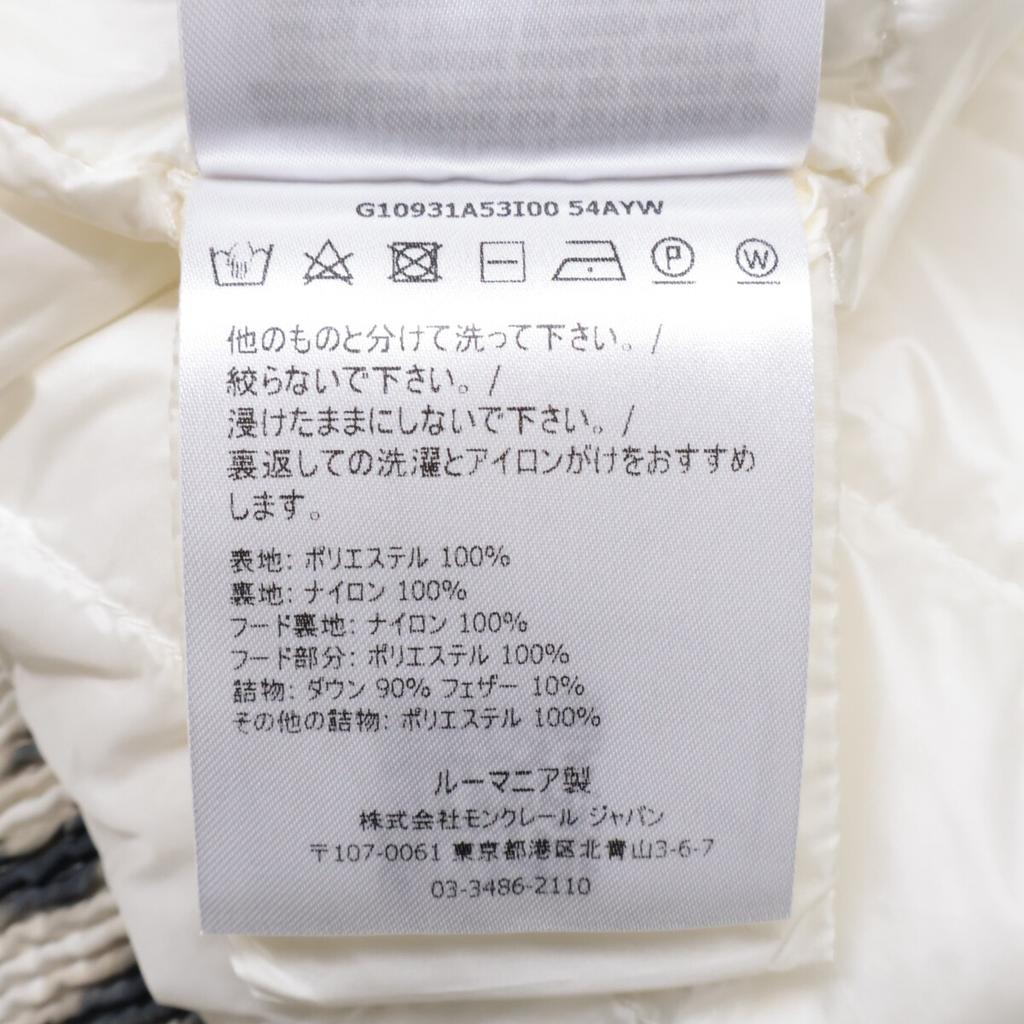 G10931A53I00 54AYW
P W
他のものと分けて洗って下さい。/
絞らないで下さい。/
浸けたままにしないで下さい。/
裏返しての洗濯とアイロンがけをおすすめ
します。
表地: ポリエステル 100%
裏地: ナイロン 100%
フード裏地: ナイロン 100%
フード部分: ポリエステル 100%
詰物: ダウン 90% フェザー 10%
その他の詰物: ポリエステル 100%
ルーマニア製
株式会社モンクレール ジャパン
〒107-0061 東京都港区北青山3-6-7
03-3486-2110